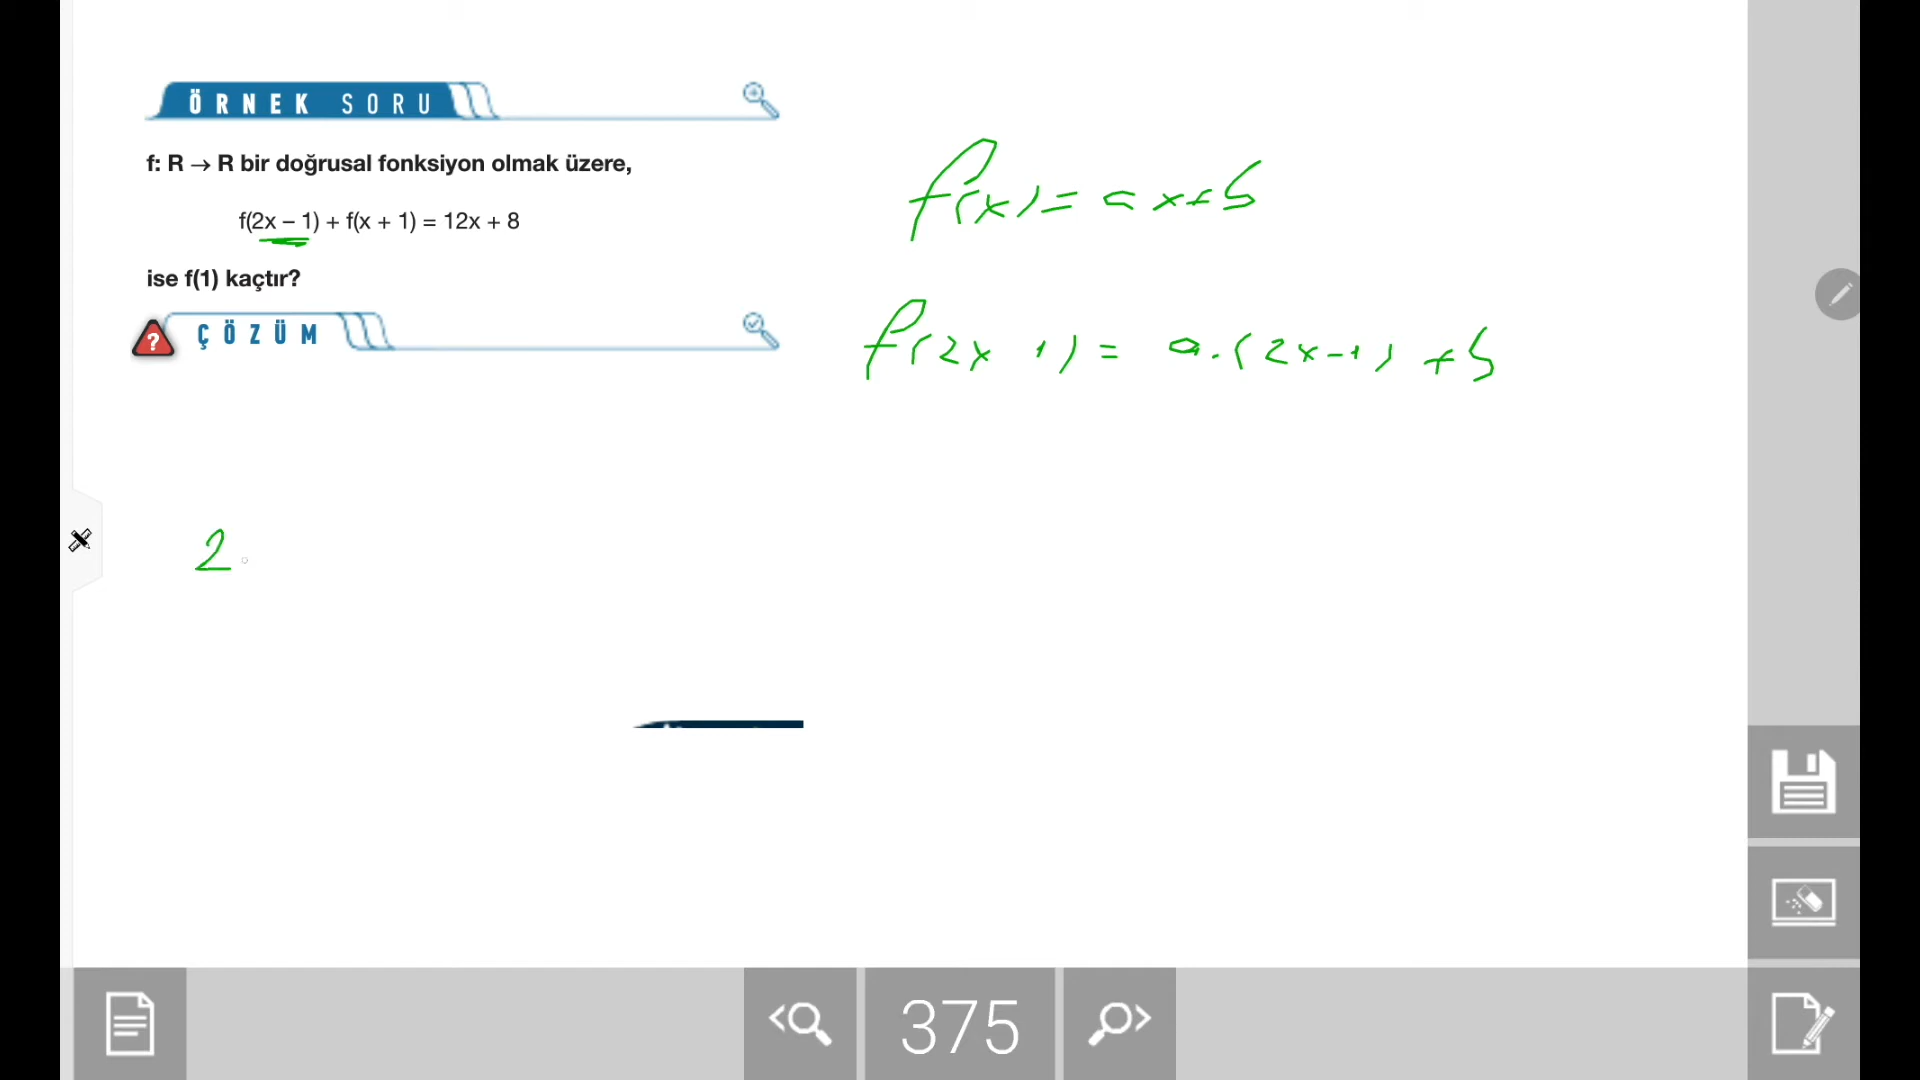 ÖRNEK SORU
f: R → R bir doğrusal fonksiyon olmak üzere,
f(2x – 1) + f(x + 1) = 12x + 8
ise f(1) kaçtır?
? ÇÖZÜM
f(x) = ax+b
f(2x 1) = a.(2x-1) +b
2
375